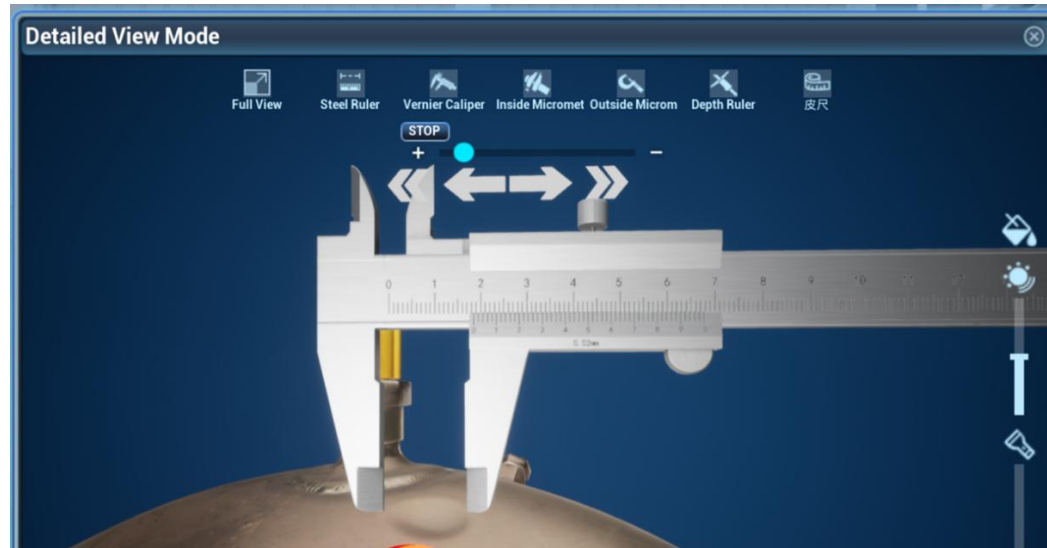 Detailed View Mode
Full View
Steel Ruler
Vernier Caliper
Inside Micromet
Outside Microm
Depth Ruler
皮尺
STOP
+
−
0 1 2 3 4 5 6 7 8 9